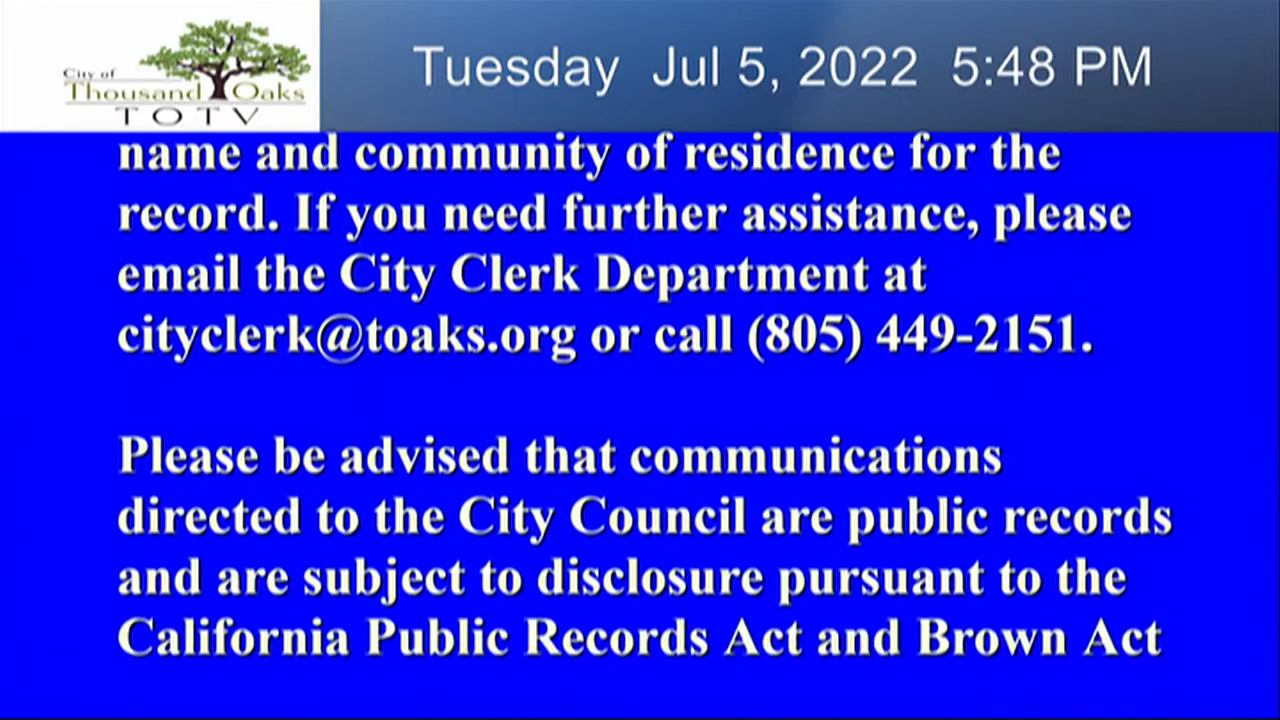 City of
Thousand Oaks
TOTV
Tuesday Jul 5, 2022 5:48 PM
name and community of residence for the
record. If you need further assistance, please
email the City Clerk Department at
cityclerk@toaks.org or call (805) 449-2151.
Please be advised that communications
directed to the City Council are public records
and are subject to disclosure pursuant to the
California Public Records Act and Brown Act